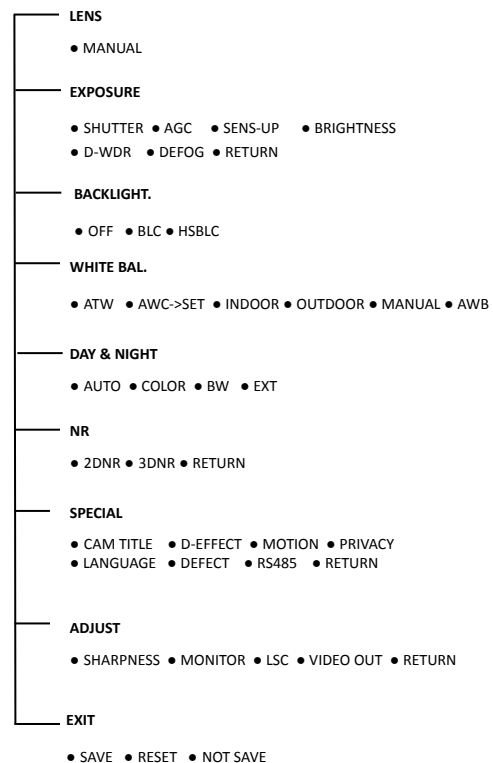 LENS
● MANUAL
EXPOSURE
● SHUTTER ● AGC ● SENS-UP ● BRIGHTNESS
● D-WDR ● DEFOG ● RETURN
BACKLIGHT.
● OFF ● BLC ● HSBLC
WHITE BAL.
● ATW ● AWC->SET ● INDOOR ● OUTDOOR ● MANUAL ● AWB
DAY & NIGHT
● AUTO ● COLOR ● BW ● EXT
NR
● 2DNR ● 3DNR ● RETURN
SPECIAL
● CAM TITLE ● D-EFFECT ● MOTION ● PRIVACY
● LANGUAGE ● DEFECT ● RS485 ● RETURN
ADJUST
● SHARPNESS ● MONITOR ● LSC ● VIDEO OUT ● RETURN
EXIT
● SAVE ● RESET ● NOT SAVE